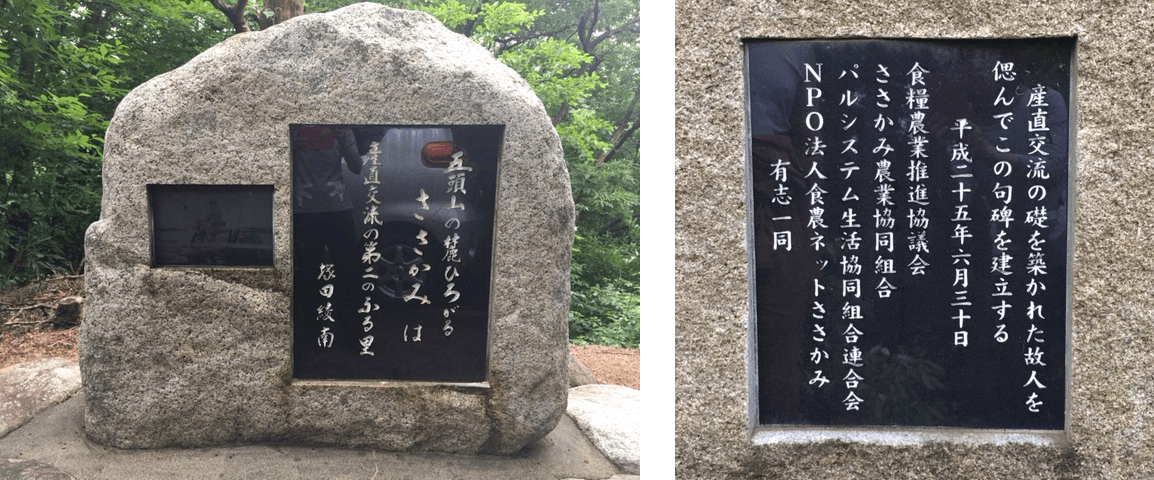 五頭山の麓ひろがる
ささかみは
産直交流の第二のふる里
塚田綾南
産直交流の礎を築かれた故人を
偲んでこの句碑を建立する
平成二十五年六月三十日
食糧農業推進協議会
ささかみ農業協同組合
パルシステム生活協同組合連合会
NPO法人食農ネットささかみ
有志一同